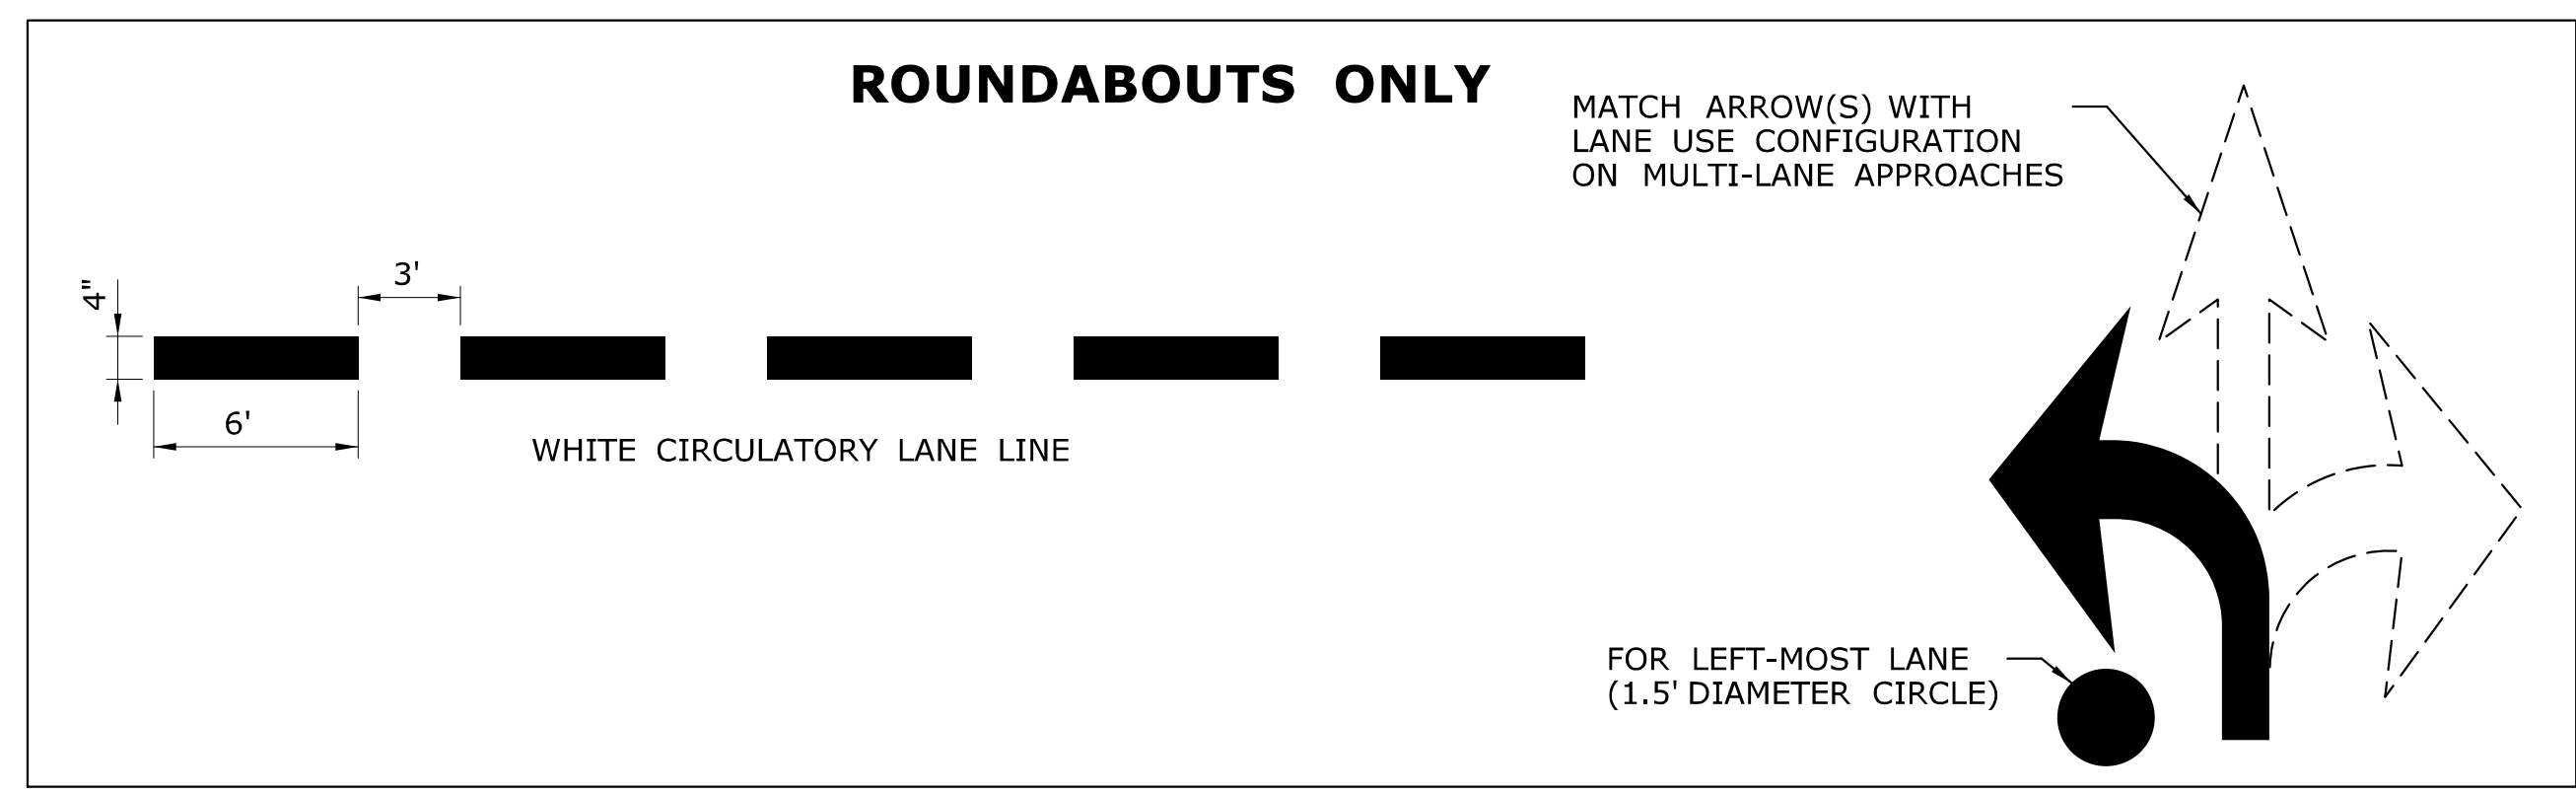 ROUNDABOUTS ONLY
MATCH ARROW(S) WITH
LANE USE CONFIGURATION
ON MULTI-LANE APPROACHES
3'
4"
6'
WHITE CIRCULATORY LANE LINE
FOR LEFT-MOST LANE
(1.5' DIAMETER CIRCLE)